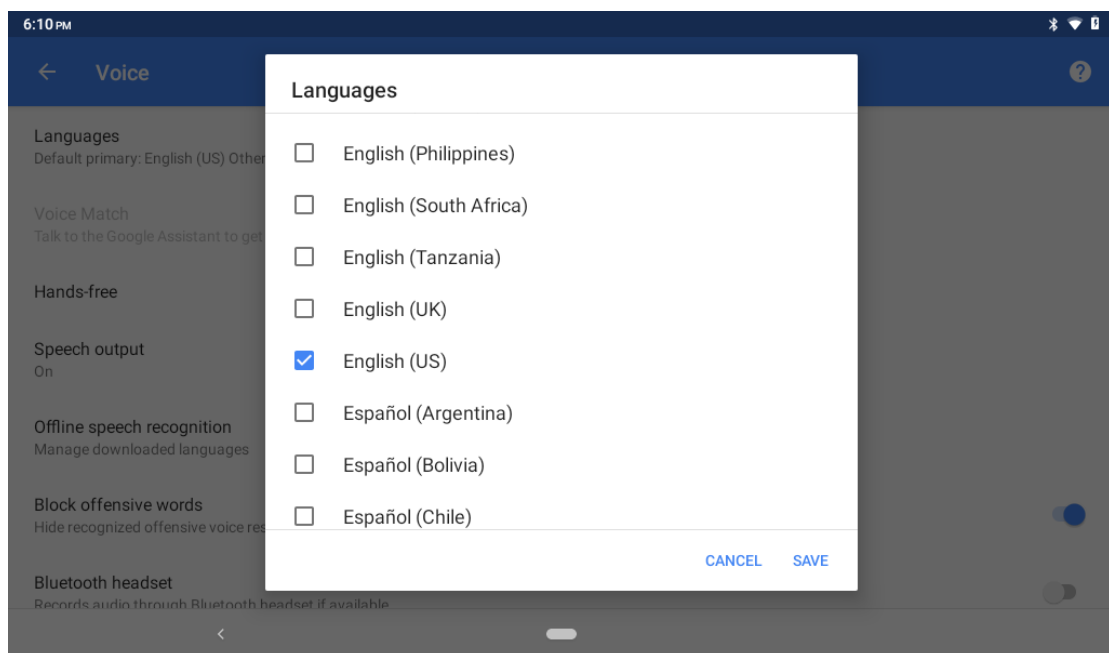 6:10 PM
Voice
Languages
Default primary: English (US) Other
Voice Match
Talk to the Google Assistant to get
Hands-free
Speech output
On
Offline speech recognition
Manage downloaded languages
Block offensive words
Hide recognized offensive voice res
Bluetooth headset
Records audio through Bluetooth headset if available
Languages
English (Philippines)
English (South Africa)
English (Tanzania)
English (UK)
English (US)
Español (Argentina)
Español (Bolivia)
Español (Chile)
CANCEL SAVE